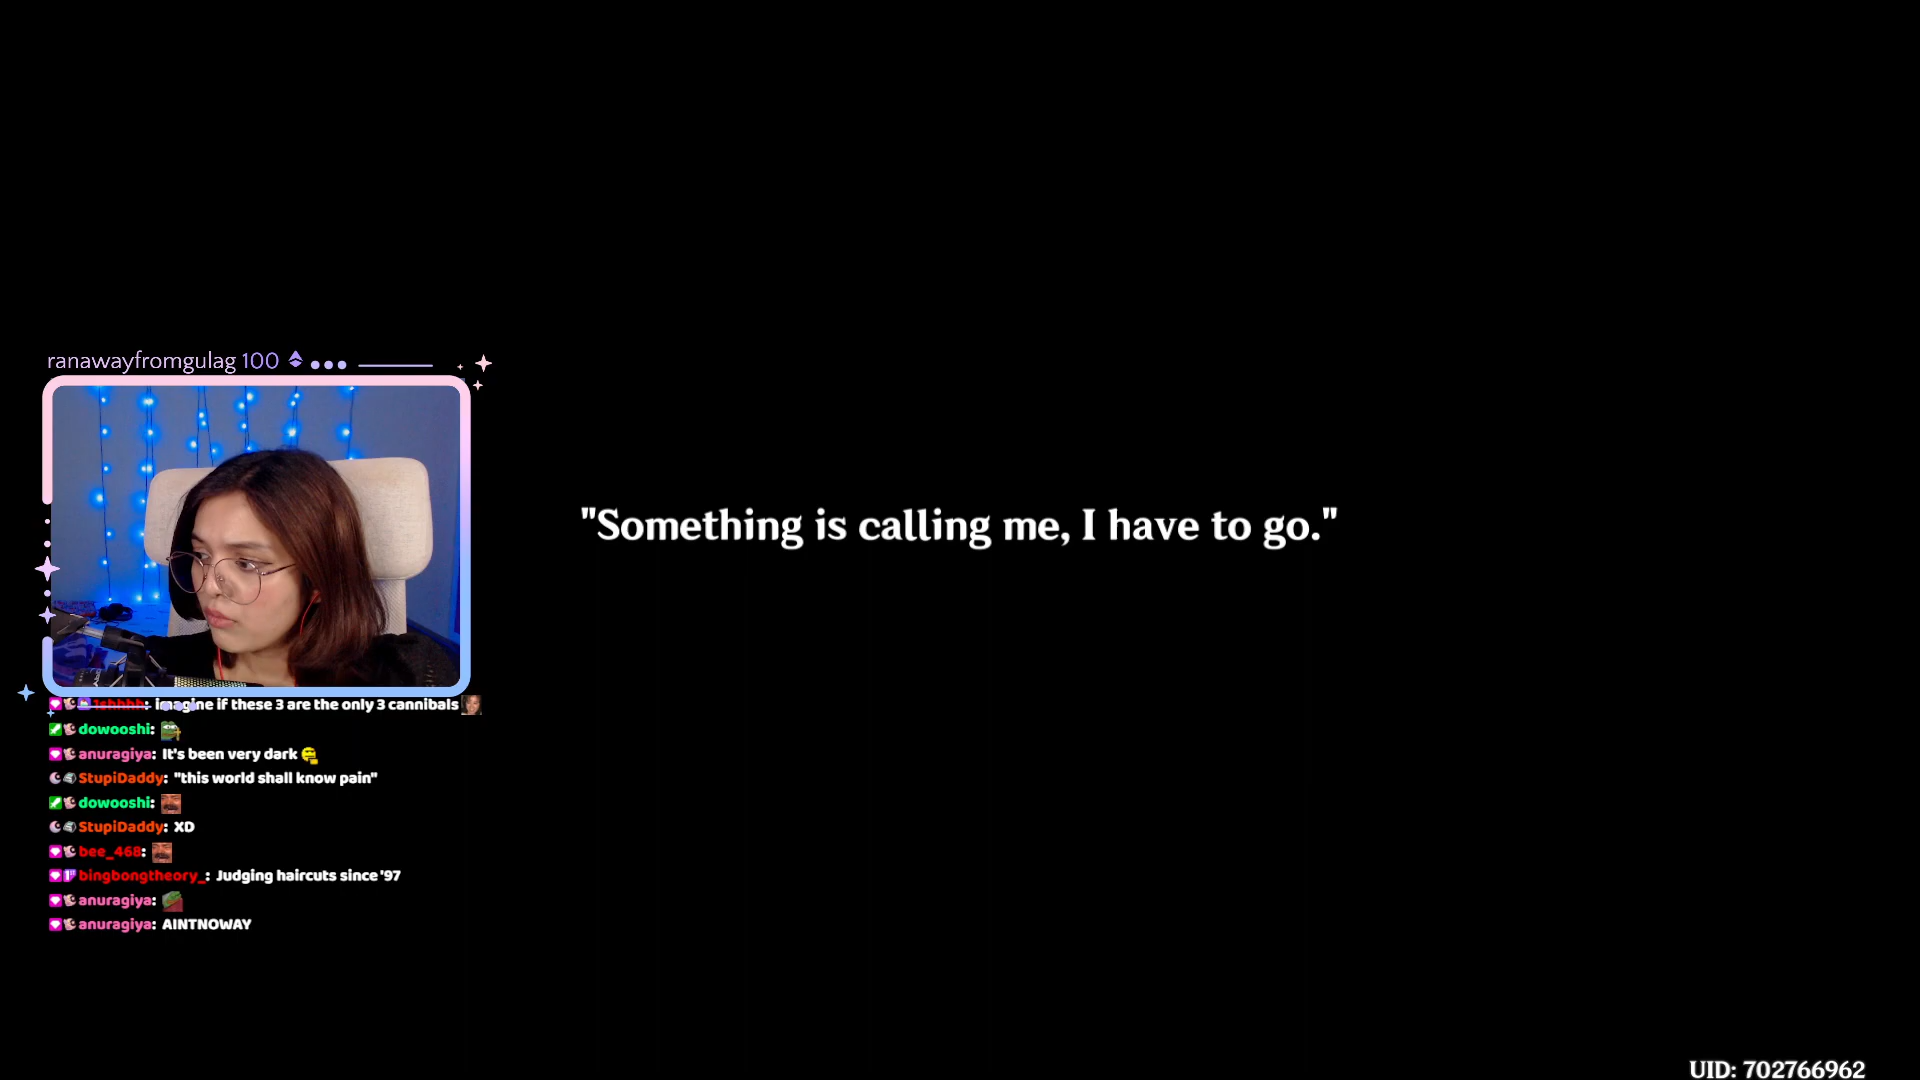 ranawayfromgulag 100
"Something is calling me, I have to go."
1shhhh: imagine if these 3 are the only 3 cannibals
dowooshi:
anuragiya: It's been very dark
StupiDaddy: "this world shall know pain"
dowooshi:
StupiDaddy: XD
bee_468:
bingbongtheory_: Judging haircuts since '97
anuragiya:
anuragiya: AINTNOWAY
UID: 702766962